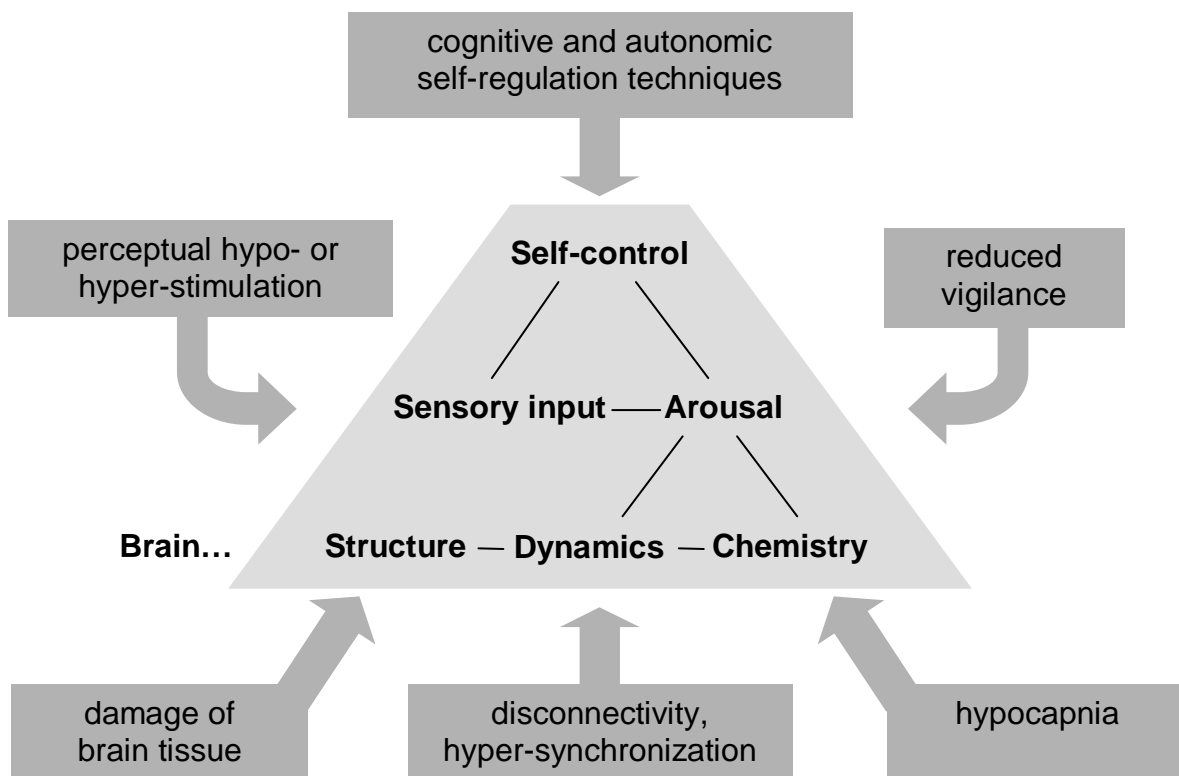 cognitive and autonomic
self-regulation techniques
perceptual hypo- or
hyper-stimulation
reduced
vigilance
Self-control
Sensory input
Arousal
Brain…
Structure
Dynamics
Chemistry
damage of
brain tissue
disconnectivity,
hyper-synchronization
hypocapnia